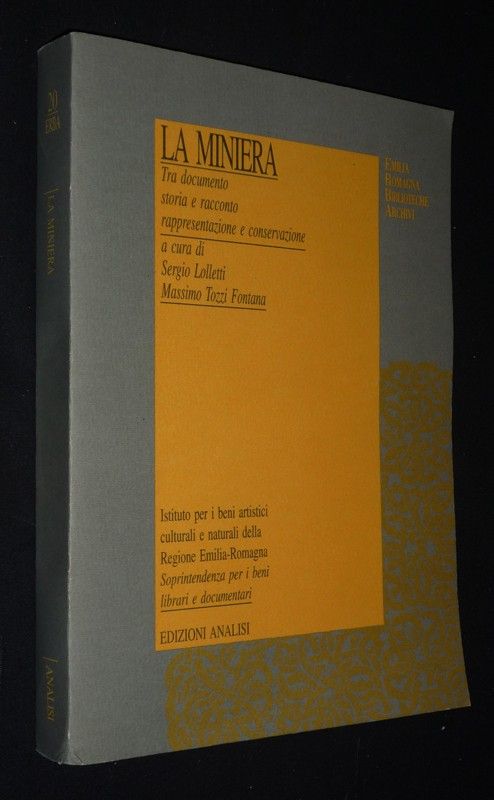 20
ERBA
LA MINIERA
ANALISI
LA MINIERA
Tra documento
storia e racconto
rappresentazione e conservazione
a cura di
Sergio Lolletti
Massimo Tozzi Fontana
EMILIA
ROMAGNA
BIBLIOTECHE
ARCHIVI
Istituto per i beni artistici
culturali e naturali della
Regione Emilia-Romagna
Soprintendenza per i beni
librari e documentari
EDIZIONI ANALISI